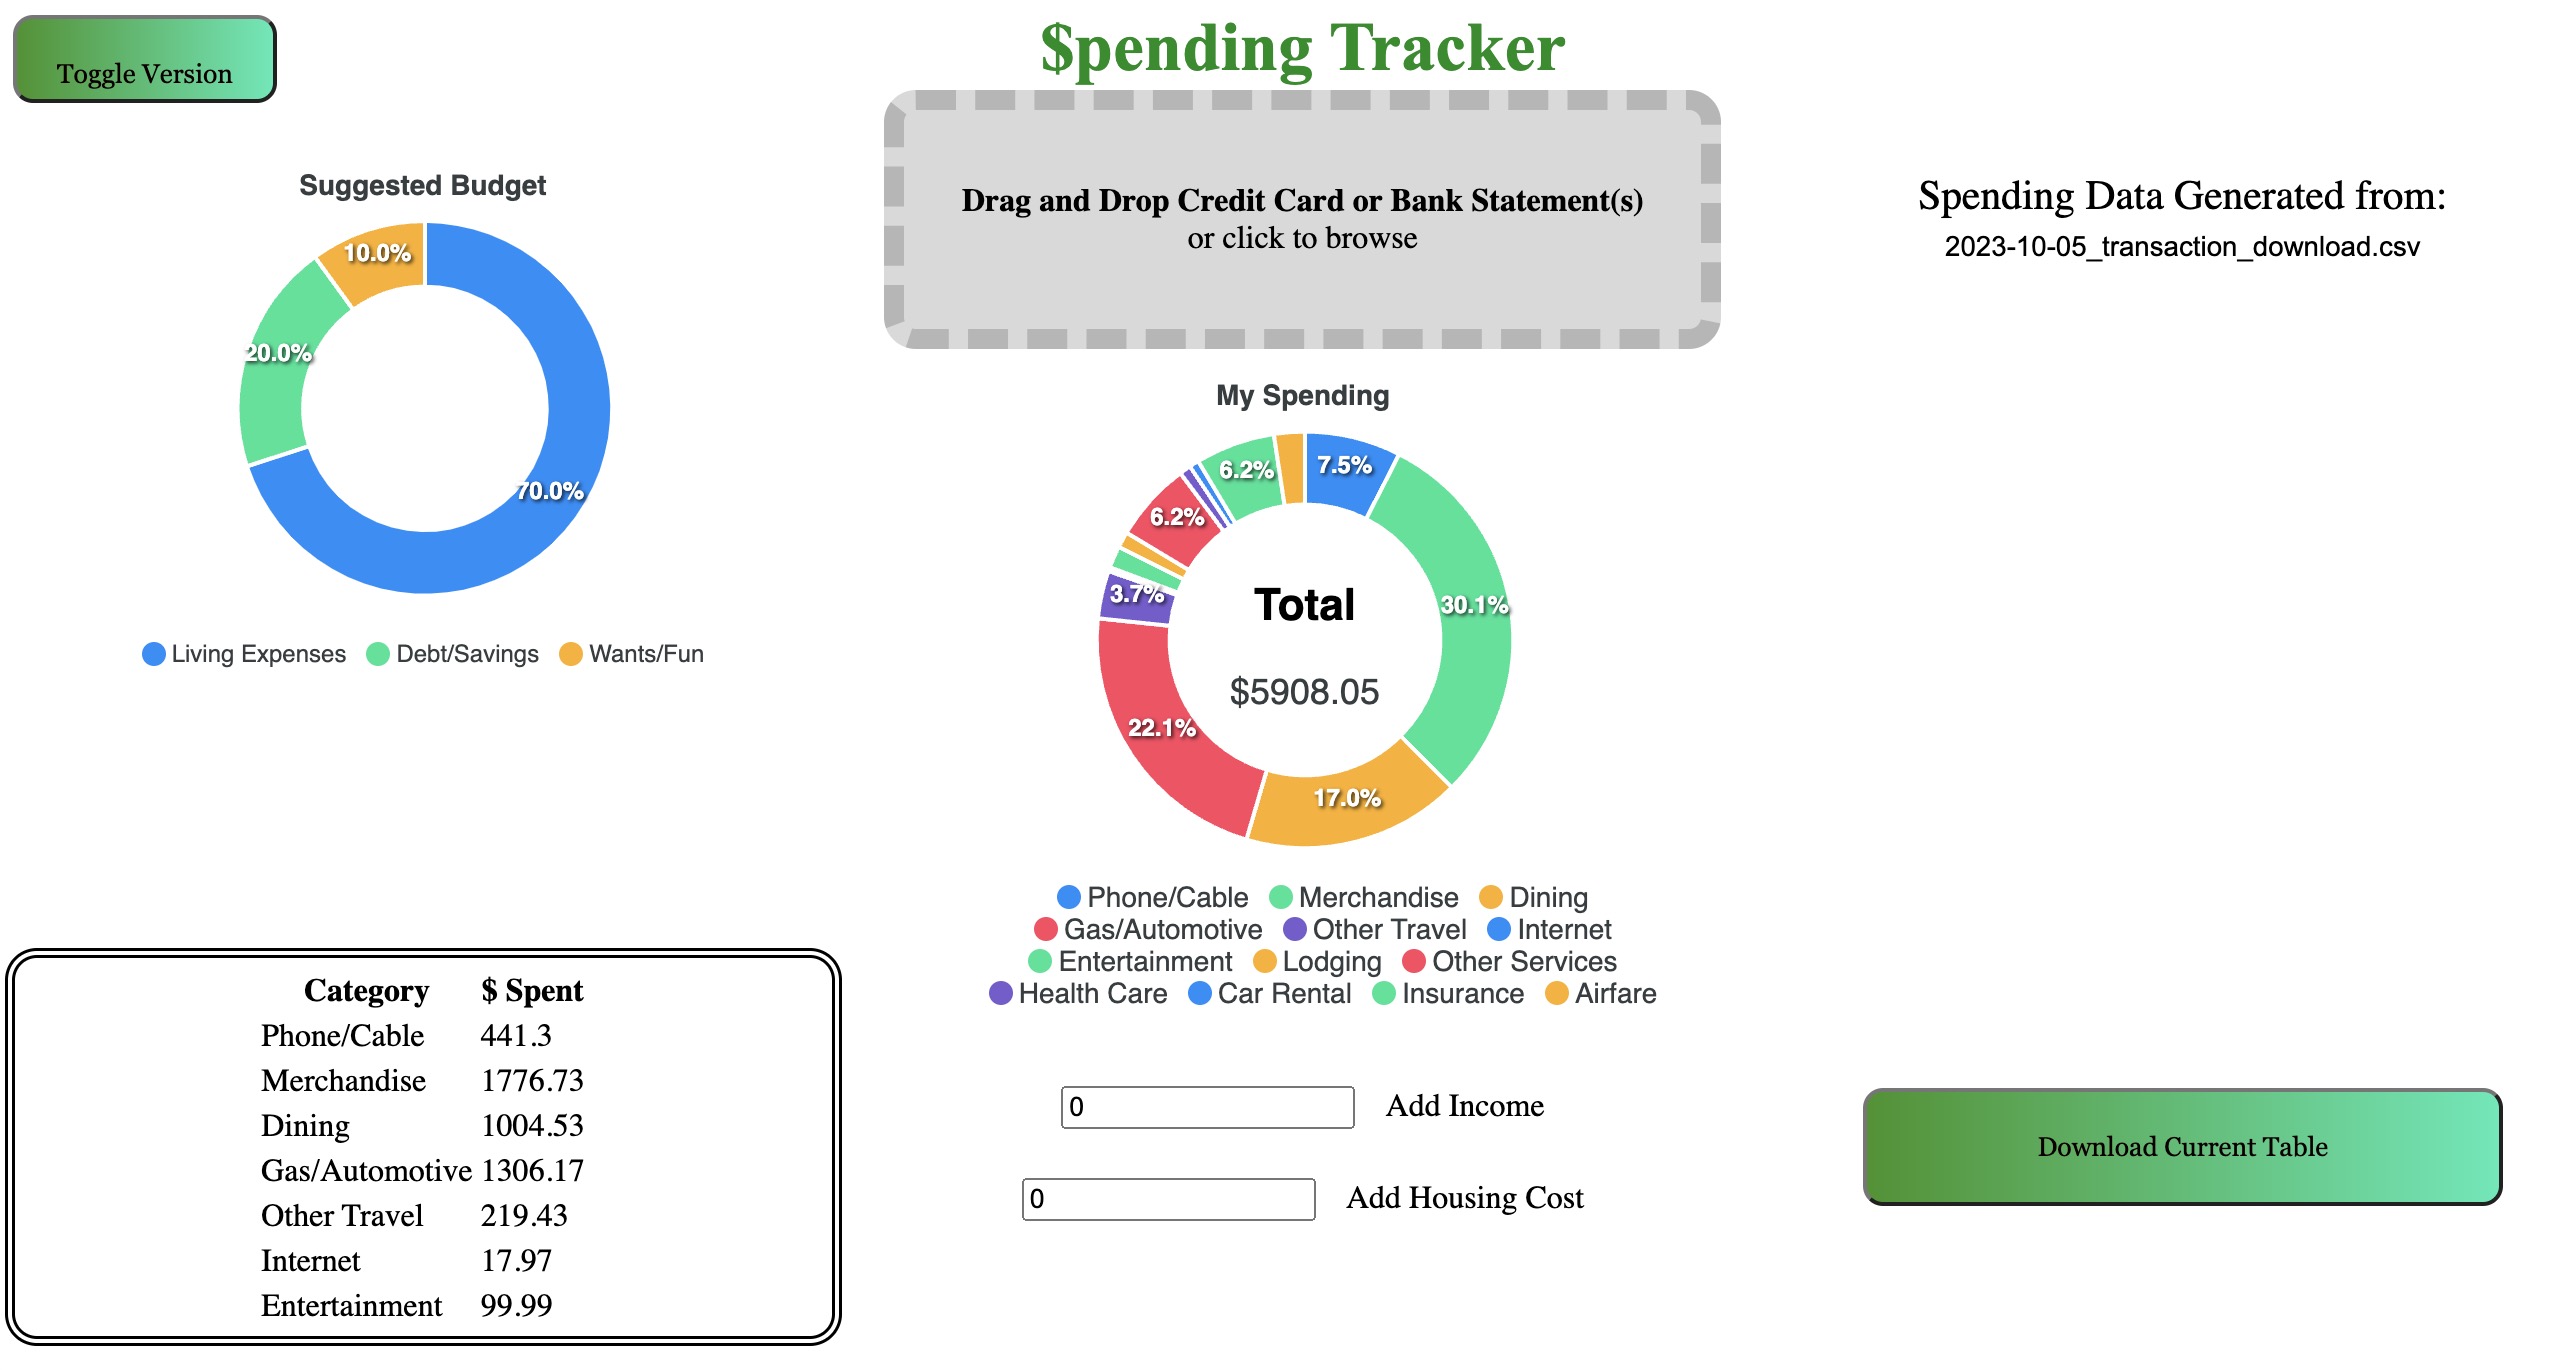 Toggle Version
$pending Tracker
Drag and Drop Credit Card or Bank Statement(s)
or click to browse
Spending Data Generated from:
2023-10-05_transaction_download.csv
Suggested Budget
10.0%
20.0%
70.0%
Living Expenses Debt/Savings Wants/Fun
My Spending
6.2% 7.5%
6.2%
3.7%
30.1%
22.1%
17.0%
Total
$5908.05
Phone/Cable Merchandise Dining
Gas/Automotive Other Travel Internet
Entertainment Lodging Other Services
Health Care Car Rental Insurance Airfare
Category $ Spent
Phone/Cable 441.3
Merchandise 1776.73
Dining 1004.53
Gas/Automotive 1306.17
Other Travel 219.43
Internet 17.97
Entertainment 99.99
0 Add Income
0 Add Housing Cost
Download Current Table